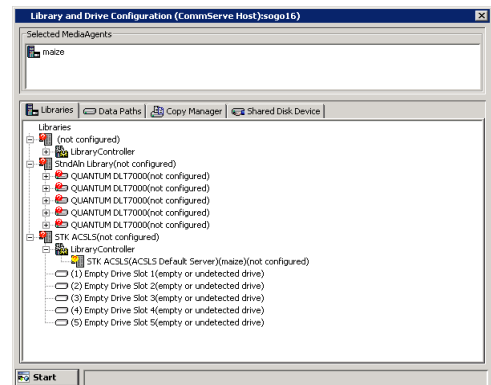 Library and Drive Configuration (CommServe Host):sogo16)
Selected MediaAgents
maize
Libraries
Data Paths
Copy Manager
Shared Disk Device
Libraries
(not configured)
LibraryController
StndAln Library(not configured)
QUANTUM DLT7000(not configured)
QUANTUM DLT7000(not configured)
QUANTUM DLT7000(not configured)
QUANTUM DLT7000(not configured)
QUANTUM DLT7000(not configured)
STK ACSLS(not configured)
LibraryController
STK ACSLS(ACSLS Default Server)(maize)(not configured)
(1) Empty Drive Slot 1(empty or undetected drive)
(2) Empty Drive Slot 2(empty or undetected drive)
(3) Empty Drive Slot 3(empty or undetected drive)
(4) Empty Drive Slot 4(empty or undetected drive)
(5) Empty Drive Slot 5(empty or undetected drive)
Start